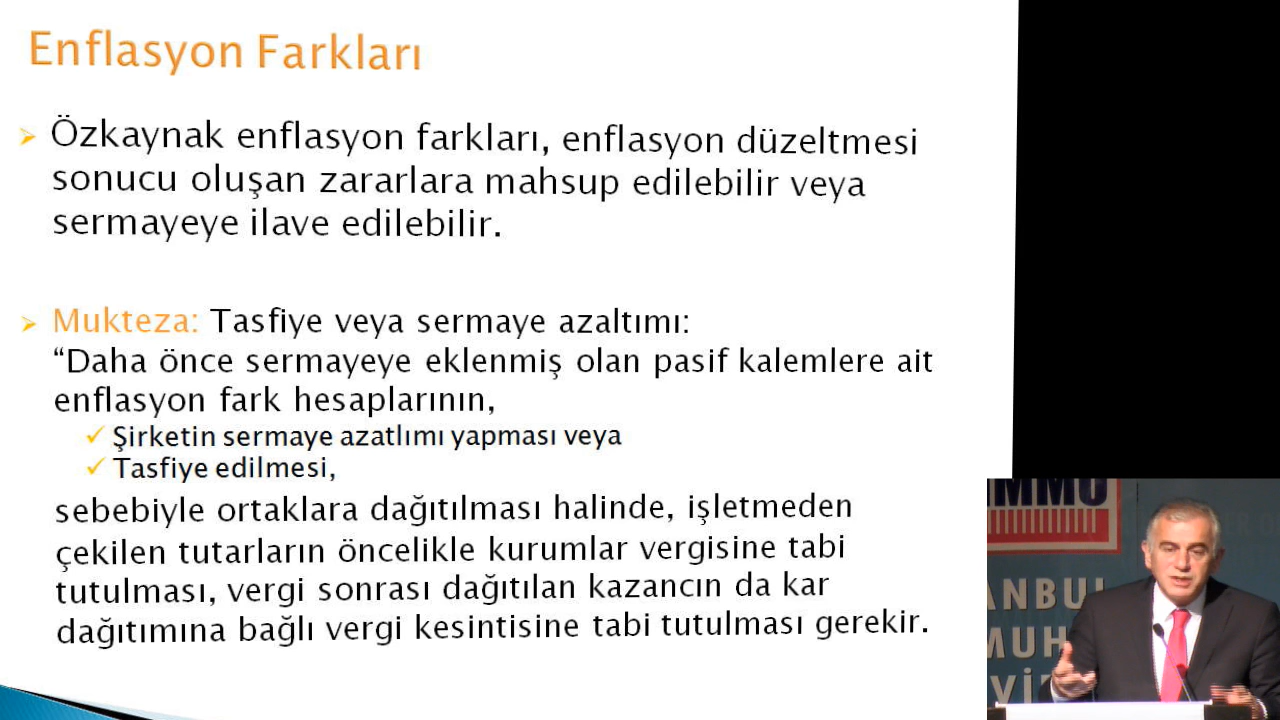 Enflasyon Farkları
Özkaynak enflasyon farkları, enflasyon düzeltmesi
sonucu oluşan zararlara mahsup edilebilir veya
sermayeye ilave edilebilir.
Mukteza: Tasfiye veya sermaye azaltımı:
“Daha önce sermayeye eklenmiş olan pasif kalemlere ait
enflasyon fark hesaplarının,
Şirketin sermaye azatlımı yapması veya
Tasfiye edilmesi,
sebebiyle ortaklara dağıtılması halinde, işletmeden
çekilen tutarların öncelikle kurumlar vergisine tabi
tutulması, vergi sonrası dağıtılan kazancın da kar
dağıtımına bağlı vergi kesintisine tabi tutulması gerekir.